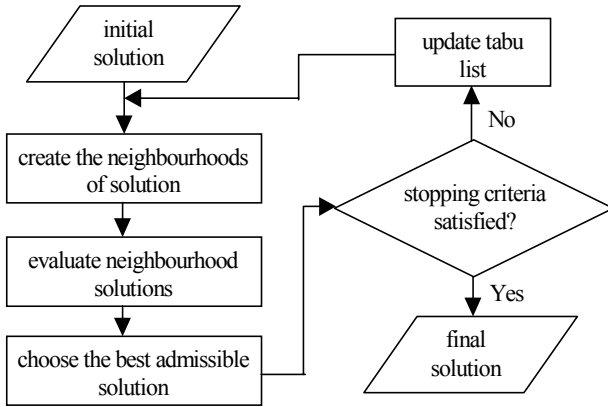 initial
solution
create the neighbourhoods
of solution
evaluate neighbourhood
solutions
choose the best admissible
solution
update tabu
list
No
stopping criteria
satisfied?
Yes
final
solution